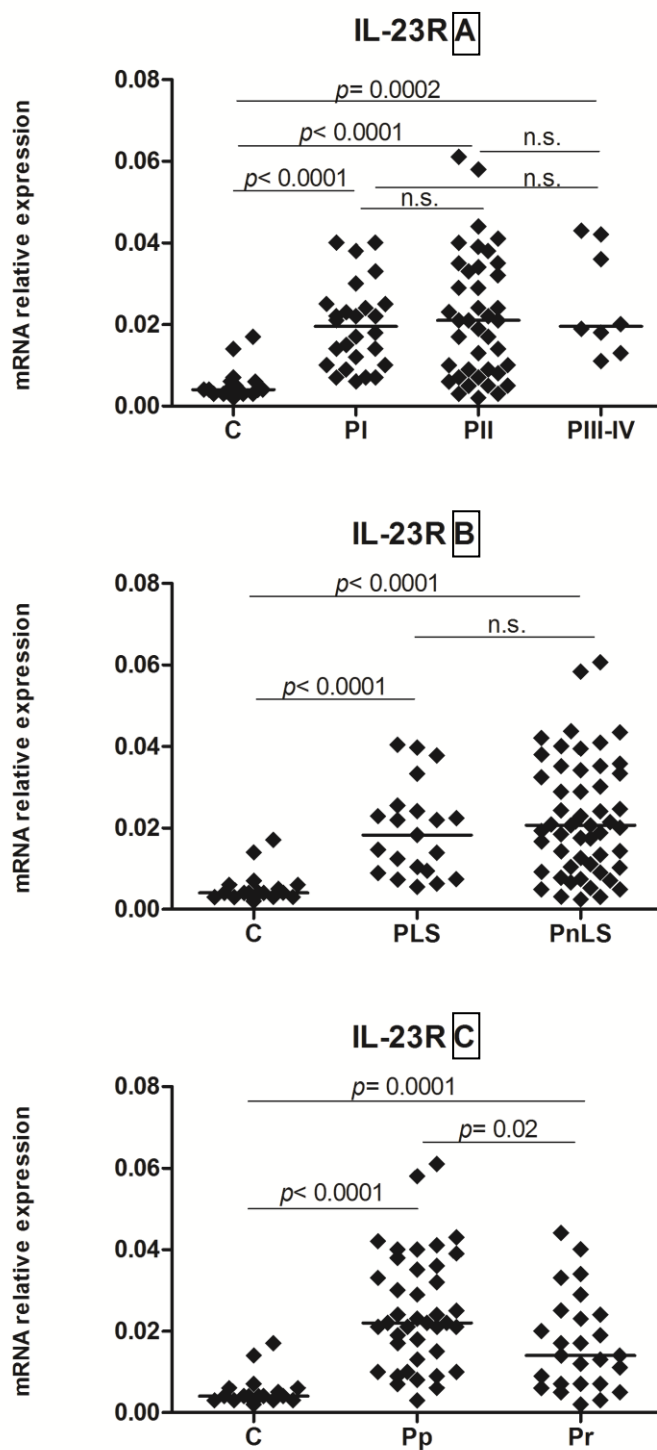 IL-23R A
mRNA relative expression
0.08
0.06
0.04
0.02
0.00
p= 0.0002
p< 0.0001
n.s.
p< 0.0001
n.s.
n.s.
C PI PII PIII-IV
IL-23R B
mRNA relative expression
0.08
0.06
0.04
0.02
0.00
p< 0.0001
n.s.
p< 0.0001
C PLS PnLS
IL-23R C
mRNA relative expression
0.08
0.06
0.04
0.02
0.00
p= 0.0001
p= 0.02
p< 0.0001
C Pp Pr